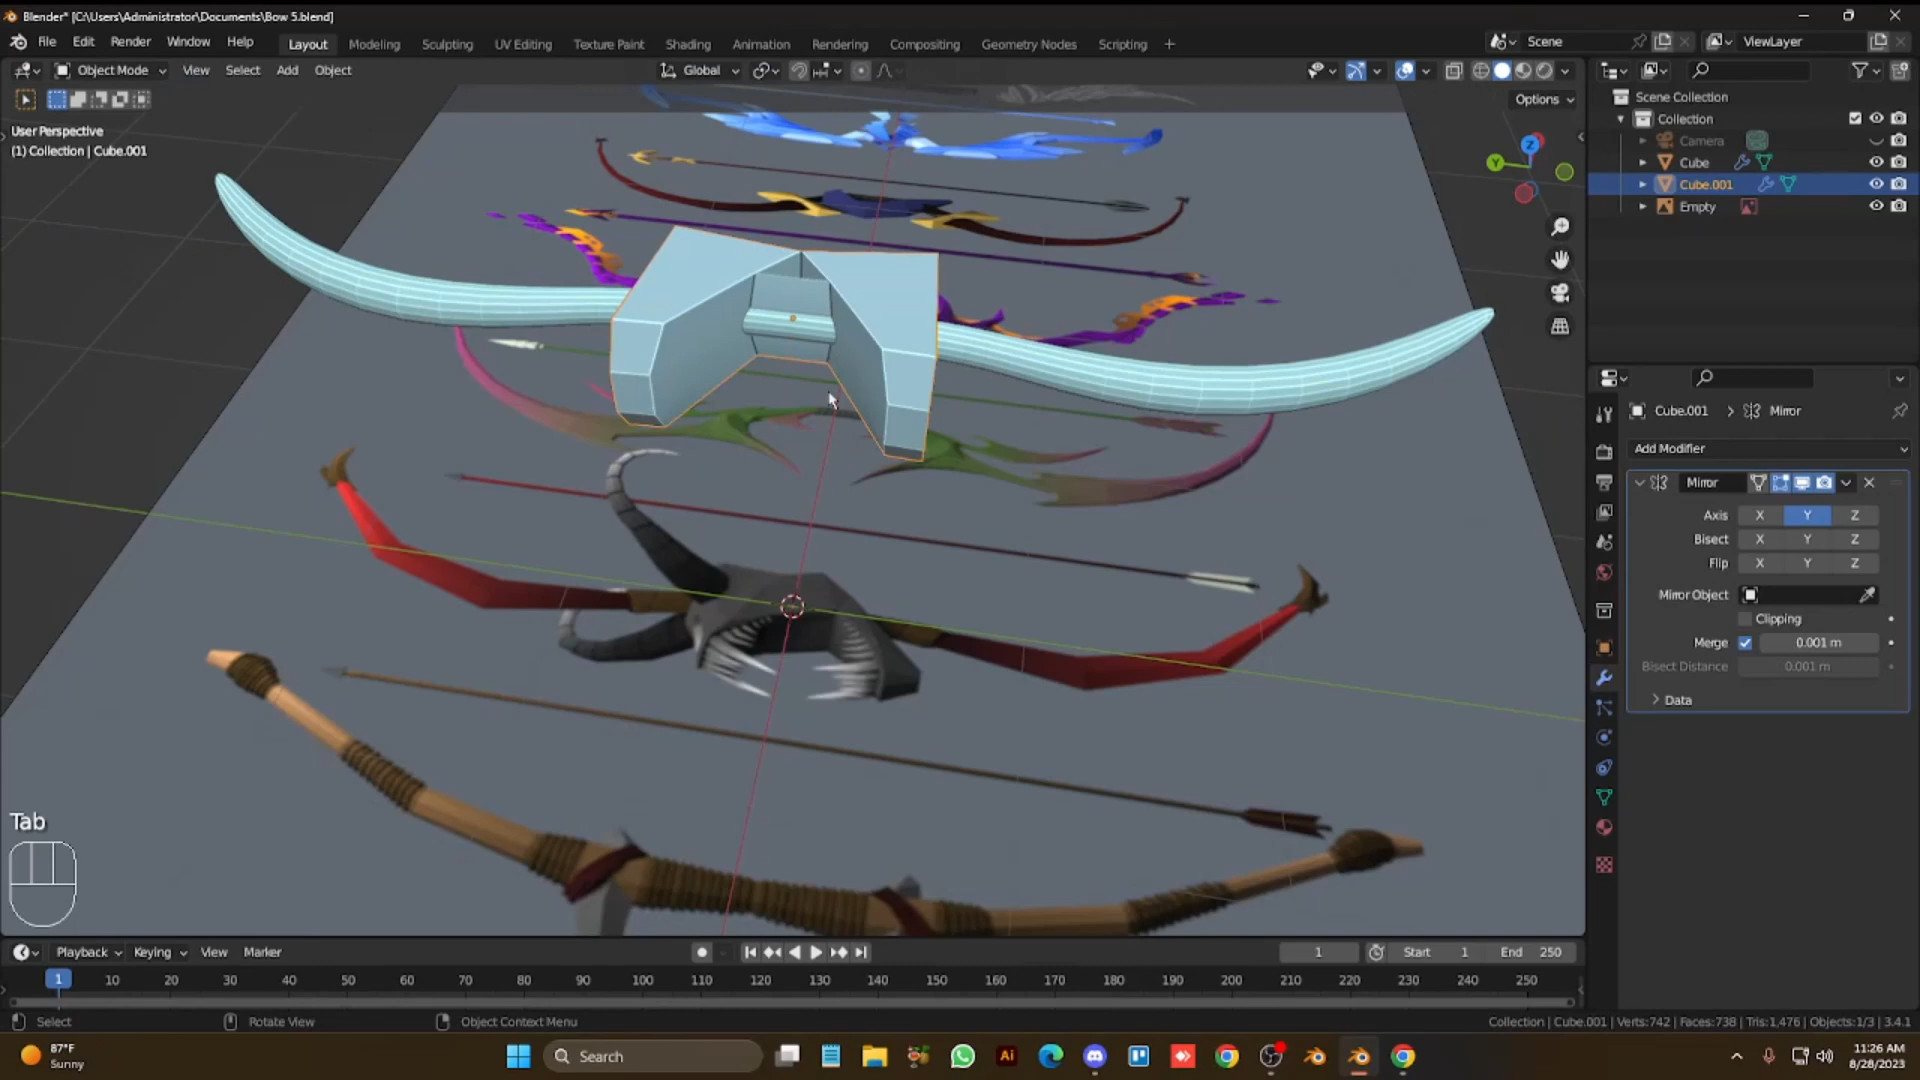 Blender* [C:\Users\Administrator\Documents\Bow 5.blend]
File Edit Render Window Help Layout Modeling Sculpting UV Editing Texture Paint Shading Animation Rendering Compositing Geometry Nodes Scripting + Scene ViewLayer
Object Mode View Select Add Object Global
Options
User Perspective
(1) Collection | Cube.001
Z
Y
Scene Collection
Collection
Camera
Cube
Cube.001
Empty
Cube.001 > Mirror
Add Modifier
Mirror
Axis X Y Z
Bisect X Y Z
Flip X Y Z
Mirror Object
Clipping
Merge 0.001 m
Bisect Distance 0.001 m
Data
Tab
Playback Keying View Marker 1 Start 1 End 250
1 10 20 30 40 50 60 70 80 90 100 110 120 130 140 150 160 170 180 190 200 210 220 230 240 250
Select Rotate View Object Context Menu Collection | Cube.001 | Verts:742 | Faces:738 | Tris:1,476 | Objects:1/3 | 3.4.1
87°F
Sunny
Search
Ai
11:26 AM
8/28/2023